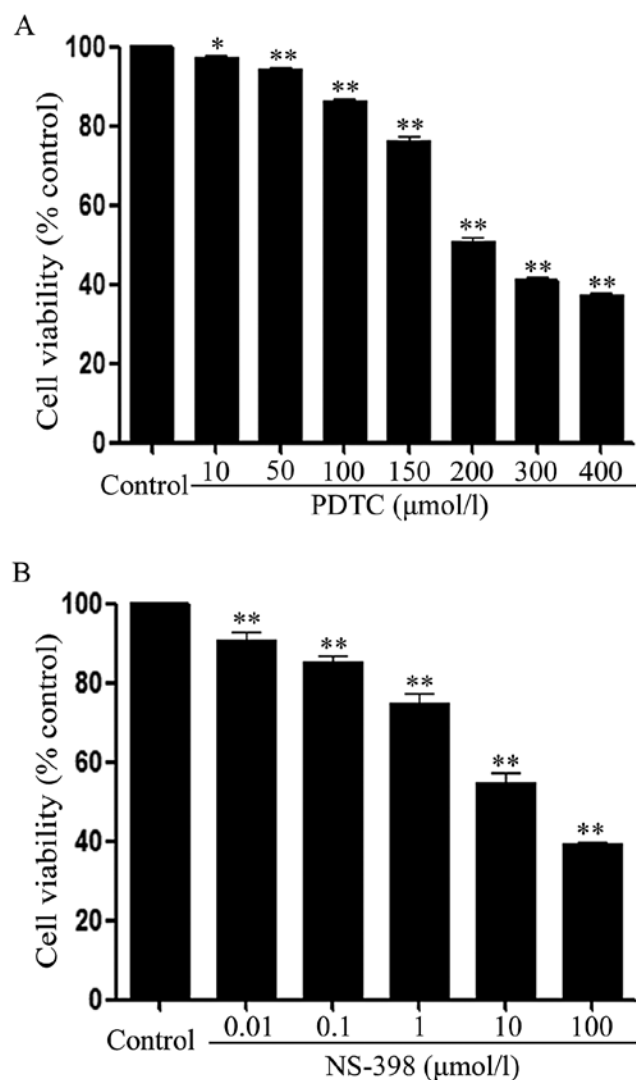 A
Cell viability (% control)
100
80
60
40
20
0
* ** ** ** ** ** **
Control 10 50 100 150 200 300 400
PDTC (μmol/l)
B
Cell viability (% control)
100
80
60
40
20
0
** ** ** ** **
Control 0.01 0.1 1 10 100
NS-398 (μmol/l)